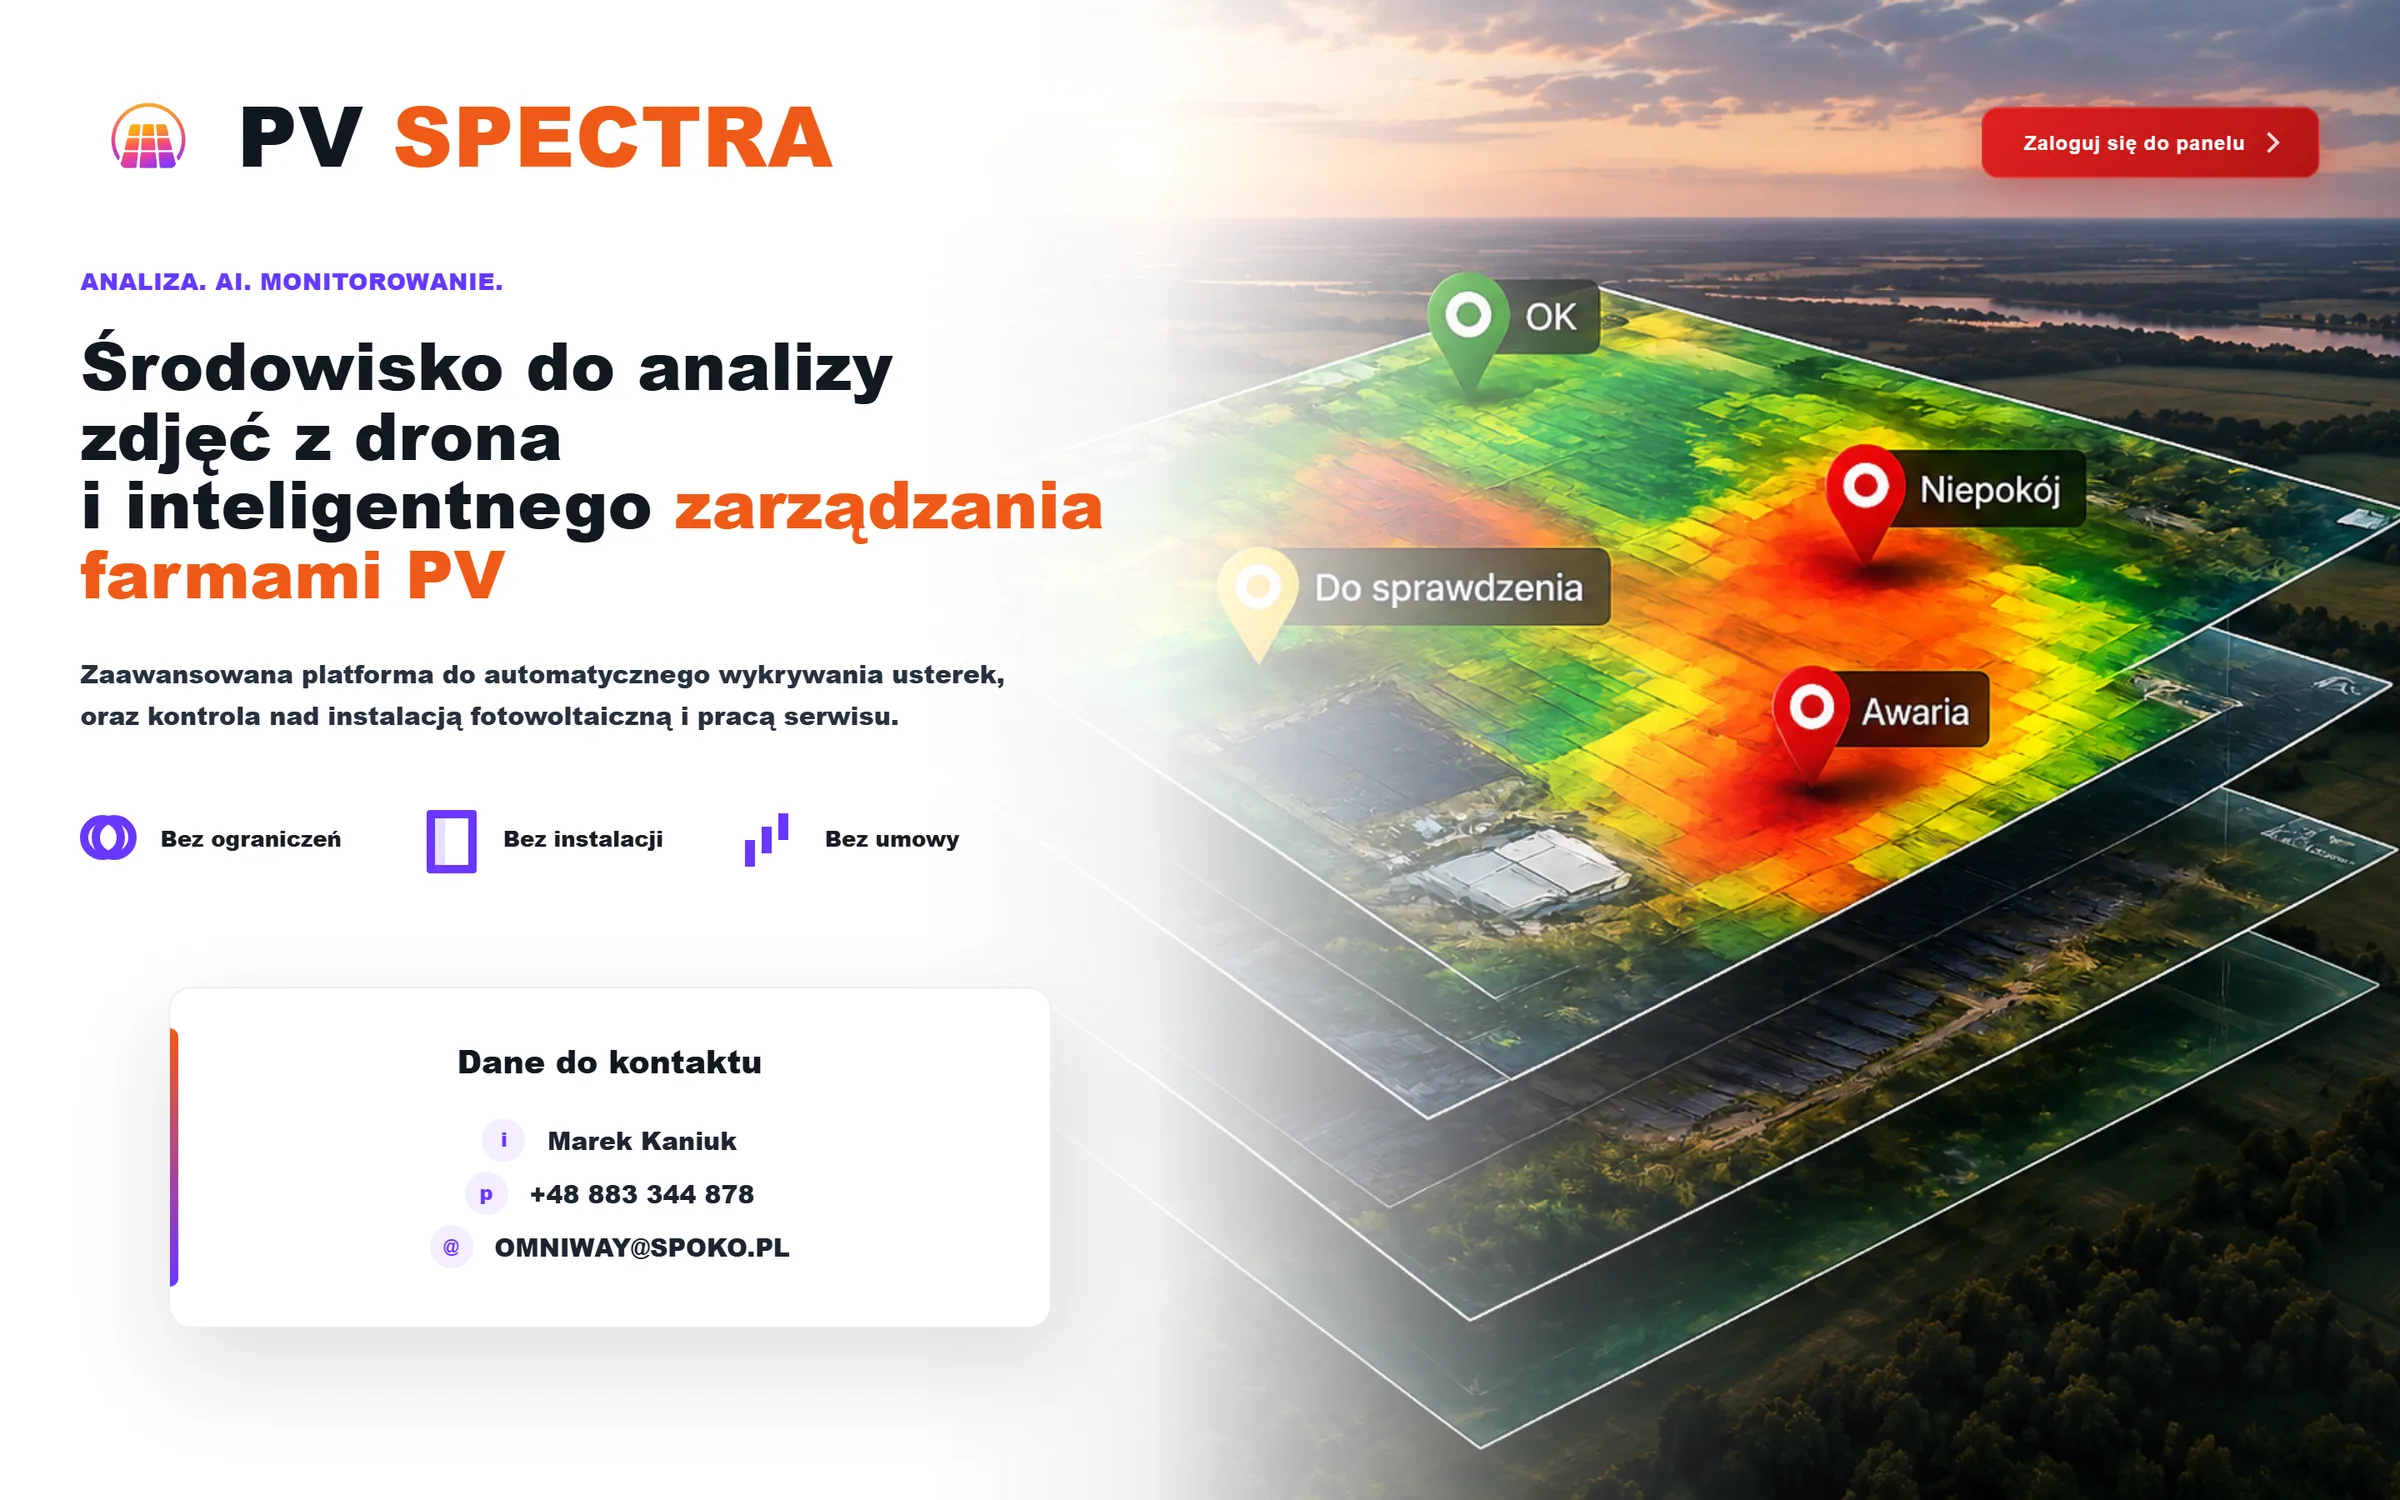 PV SPECTRA
Zaloguj się do panelu
ANALIZA. AI. MONITOROWANIE.
Środowisko do analizy
zdjęć z drona
i inteligentnego zarządzania
farmami PV
Zaawansowana platforma do automatycznego wykrywania usterek,
oraz kontrola nad instalacją fotowoltaiczną i pracą serwisu.
Bez ograniczeń
Bez instalacji
Bez umowy
OK
Niepokój
Do sprawdzenia
Awaria
Dane do kontaktu
i Marek Kaniuk
p +48 883 344 878
@ OMNIWAY@SPOKO.PL